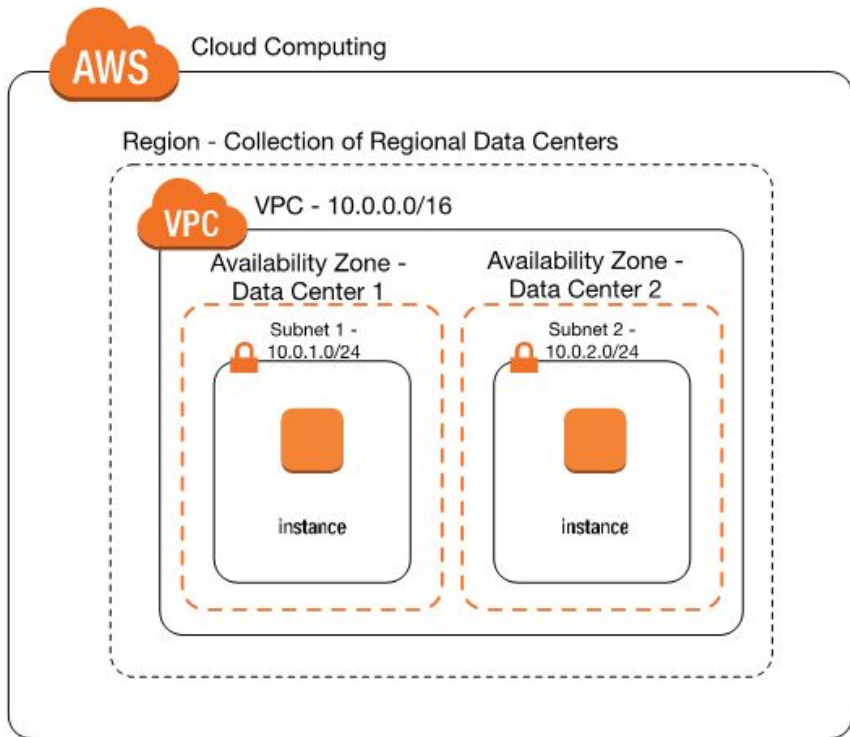 AWS
Cloud Computing
Region - Collection of Regional Data Centers
VPC
VPC - 10.0.0.0/16
Availability Zone -
Data Center 1
Subnet 1 -
10.0.1.0/24
instance
Availability Zone -
Data Center 2
Subnet 2 -
10.0.2.0/24
instance